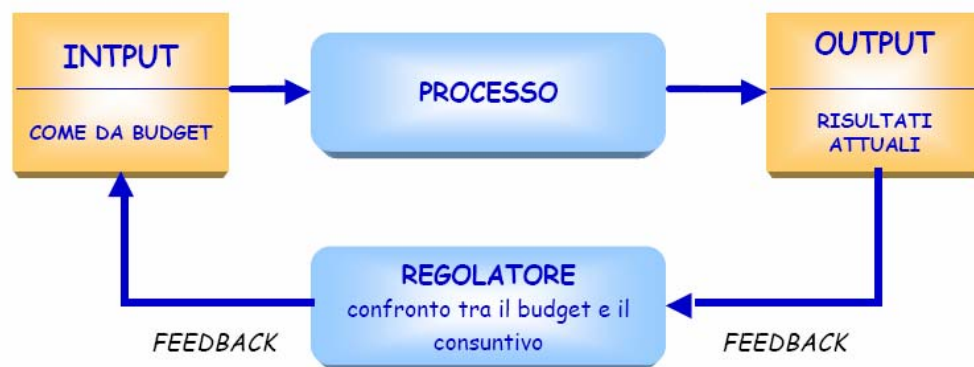 INTPUT
COME DA BUDGET
PROCESSO
OUTPUT
RISULTATI
ATTUALI
REGOLATORE
confronto tra il budget e il
consuntivo
FEEDBACK
FEEDBACK